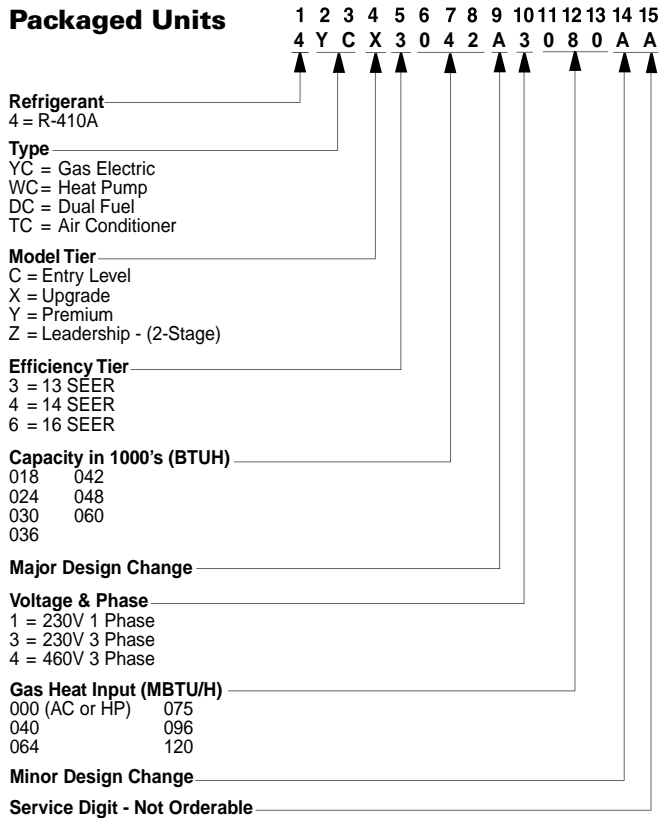 Packaged Units 1 2 3 4 5 6 7 8 9 10 11 12 13 14 15
4 Y C X 3 0 4 2 A 3 0 8 0 A A
Refrigerant
4 = R-410A
Type
YC = Gas Electric
WC = Heat Pump
DC = Dual Fuel
TC = Air Conditioner
Model Tier
C = Entry Level
X = Upgrade
Y = Premium
Z = Leadership - (2-Stage)
Efficiency Tier
3 = 13 SEER
4 = 14 SEER
6 = 16 SEER
Capacity in 1000's (BTUH)
018 042
024 048
030 060
036
Major Design Change
Voltage & Phase
1 = 230V 1 Phase
3 = 230V 3 Phase
4 = 460V 3 Phase
Gas Heat Input (MBTU/H)
000 (AC or HP) 075
040 096
064 120
Minor Design Change
Service Digit - Not Orderable